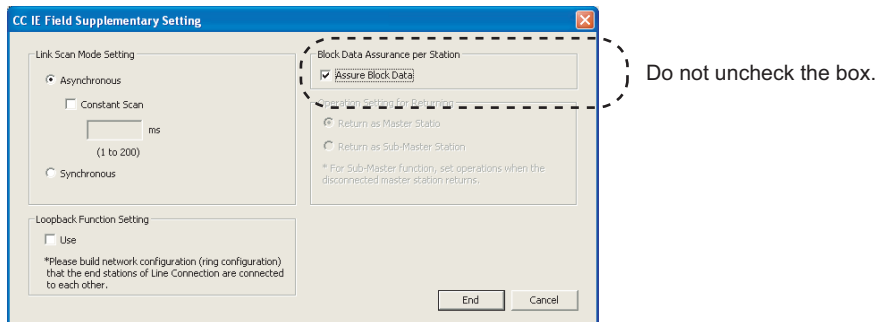 CC IE Field Supplementary Setting
Link Scan Mode Setting
Asynchronous
Constant Scan
ms
(1 to 200)
Synchronous
Loopback Function Setting
Use
*Please build network configuration (ring configuration)
that the end stations of Line Connection are connected
to each other.
Block Data Assurance per Station
Assure Block Data
Operation Setting for Returning
Return as Master Statio
Return as Sub-Master Station
* For Sub-Master function, set operations when the
disconnected master station returns.
End
Cancel
Do not uncheck the box.